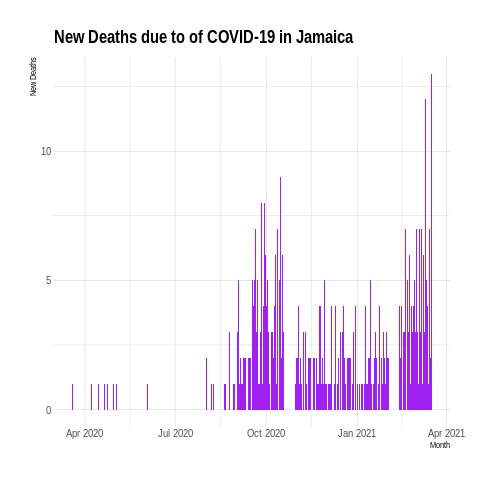 New Deaths due to of COVID-19 in Jamaica
New Deaths
10
5
0
Apr 2020 Jul 2020 Oct 2020 Jan 2021 Apr 2021
Month